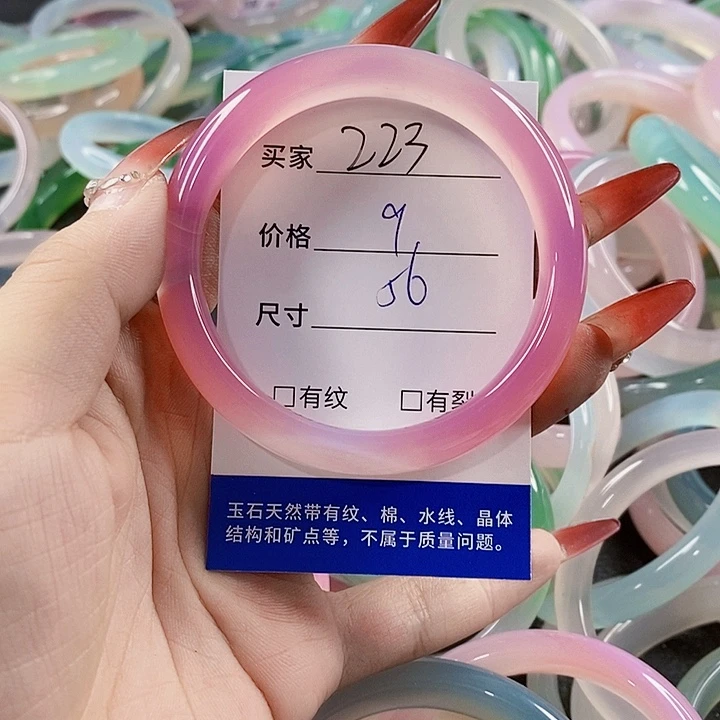 买家 223
价格 9
尺寸 56
□有纹 □有裂
玉石天然带有纹、棉、水线、晶体
结构和矿点等，不属于质量问题。